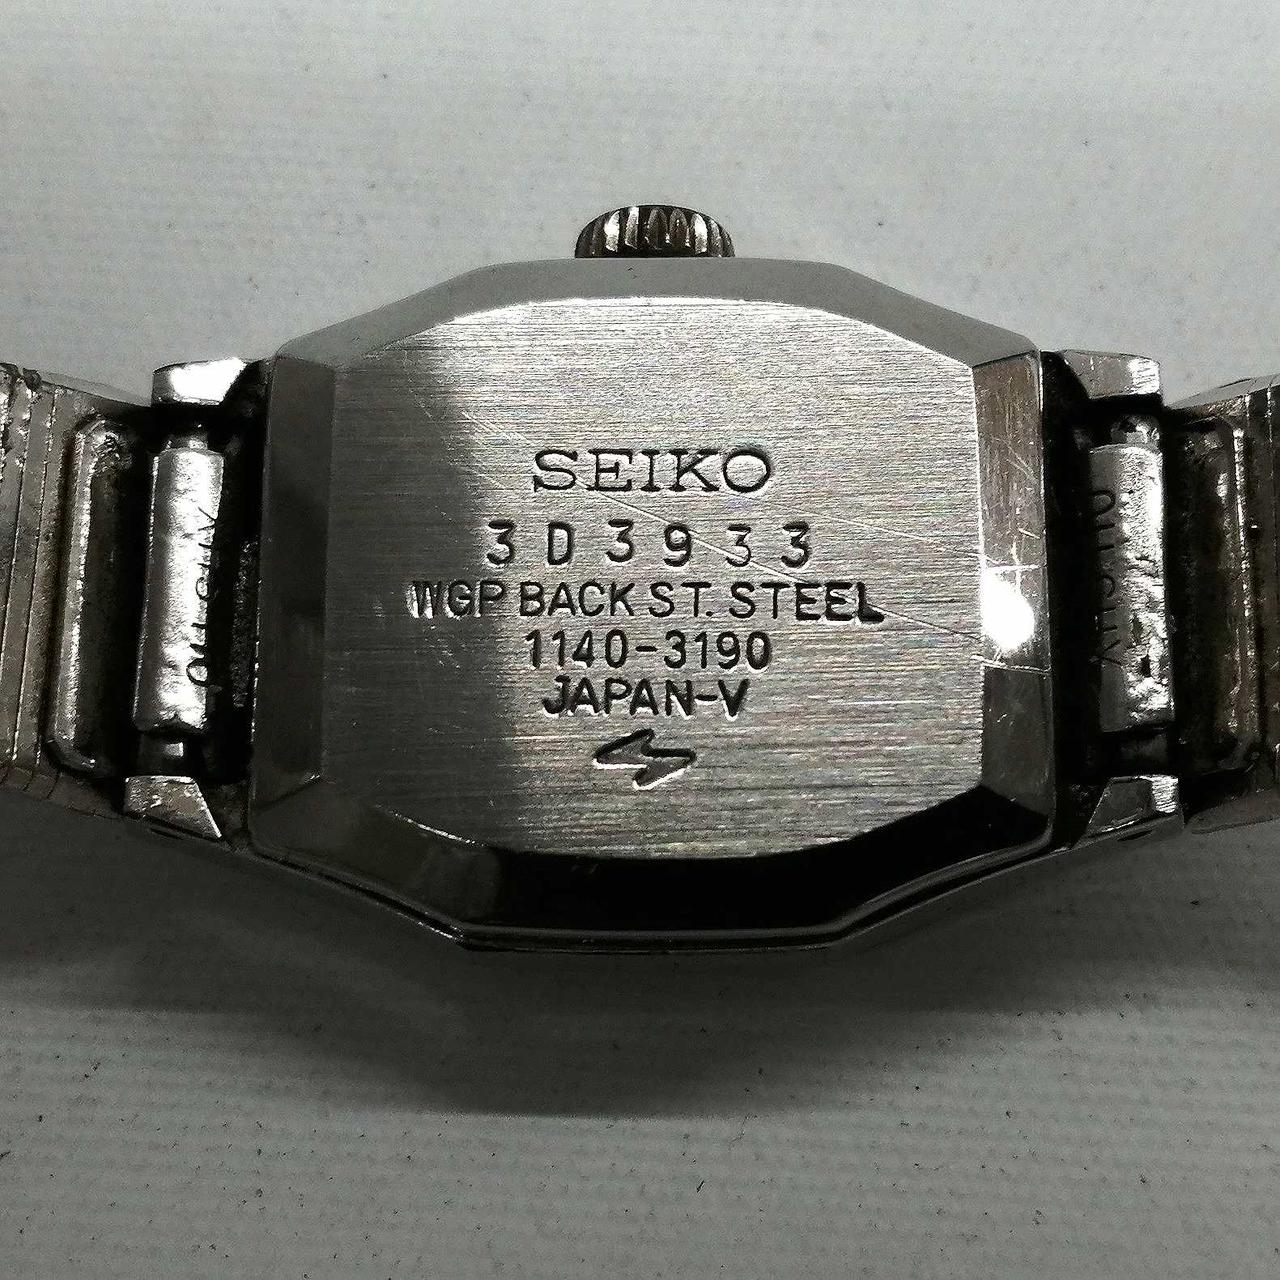 SEIKO
3D3933
WGP BACK ST. STEEL
1140-3190
JAPAN-V